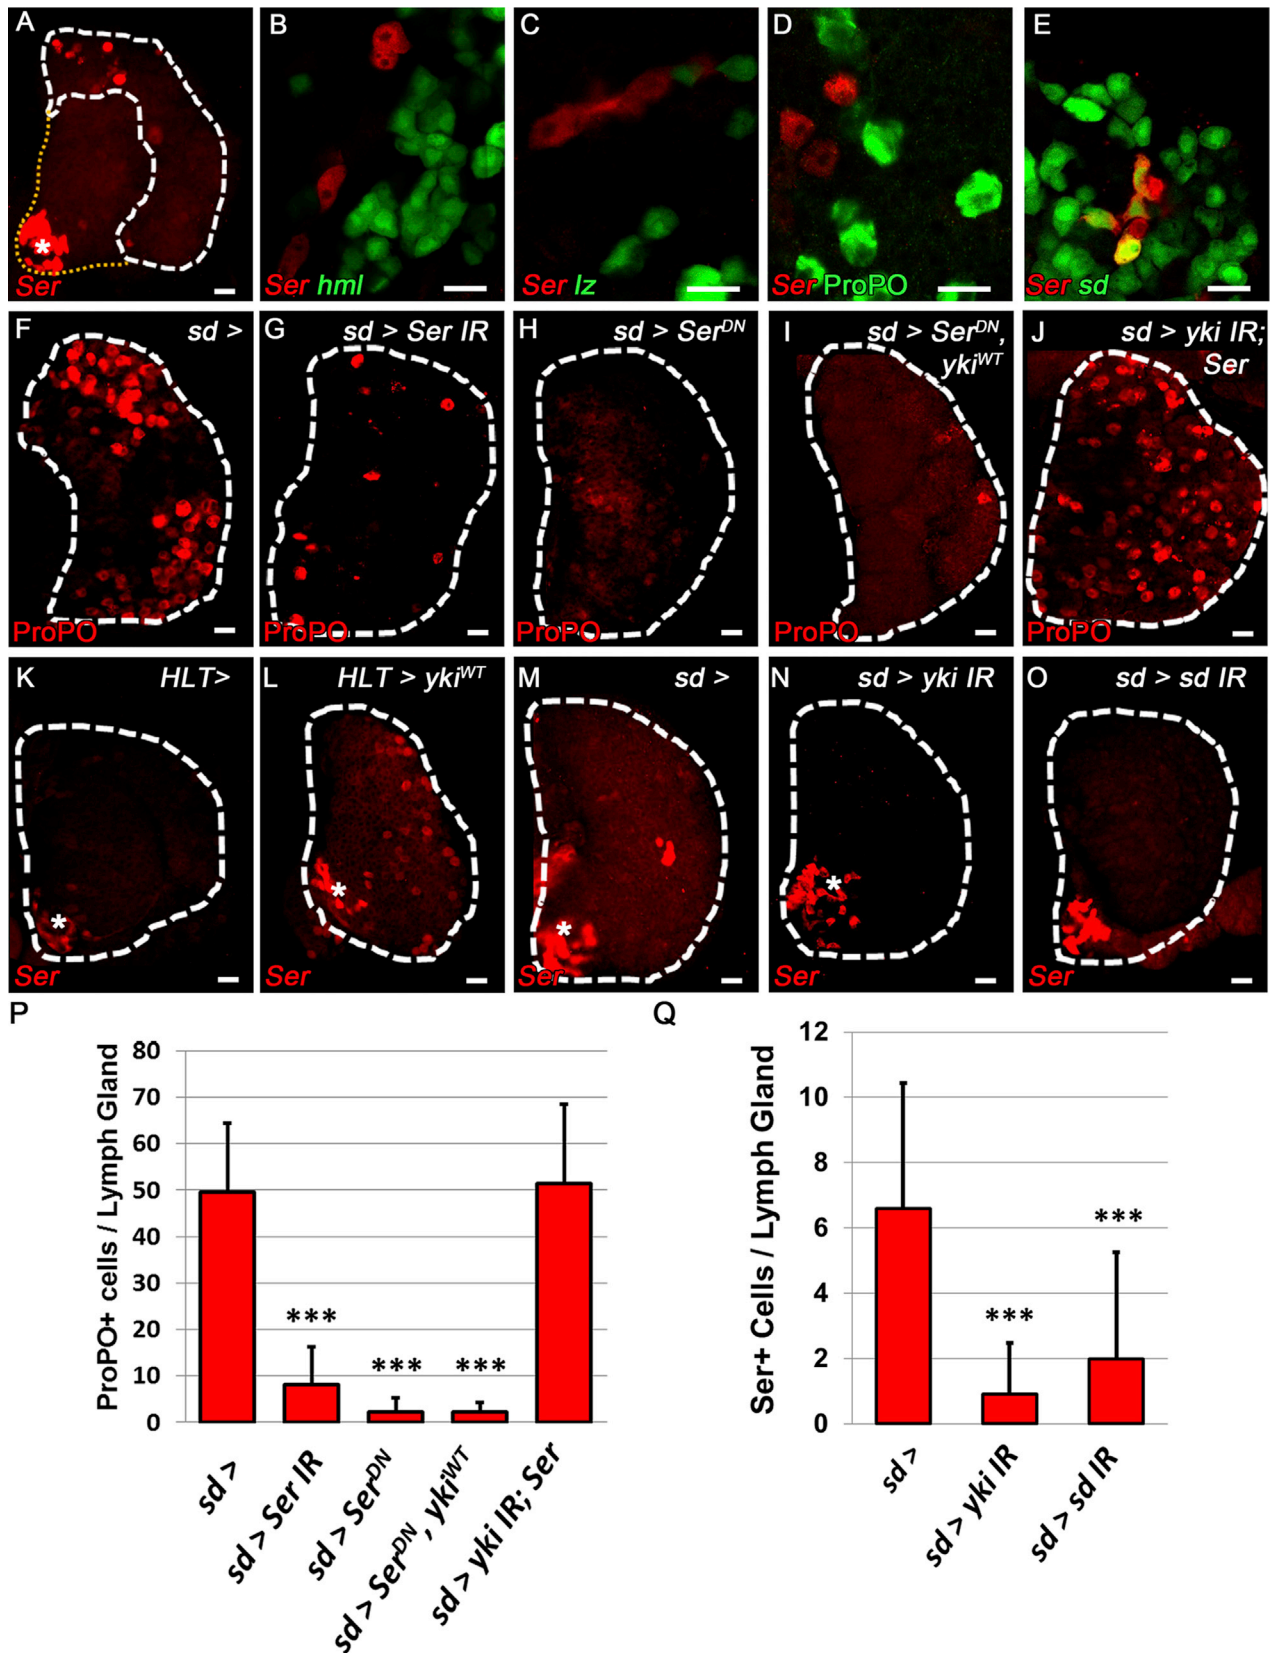 A
Ser
B
Ser hml
C
Ser lz
D
Ser ProPO
E
Ser sd
F
sd >
ProPO
G
sd > Ser IR
ProPO
H
sd > Ser^DN
ProPO
I
sd > Ser^DN,
yki^WT
ProPO
J
sd > yki IR;
Ser
ProPO
K
HLT>
*
Ser
L
HLT > yki^WT
*
Ser
M
sd >
*
Ser
N
sd > yki IR
*
Ser
O
sd > sd IR
Ser
P
ProPO+ cells / Lymph Gland
80
70
60
50
40
30
20
10
0
***
***
***
sd >
sd > Ser IR
sd > Ser^DN
sd > Ser^DN, yki^WT
sd > yki IR; Ser
Q
Ser+ Cells / Lymph Gland
12
10
8
6
4
2
0
***
***
sd >
sd > yki IR
sd > sd IR